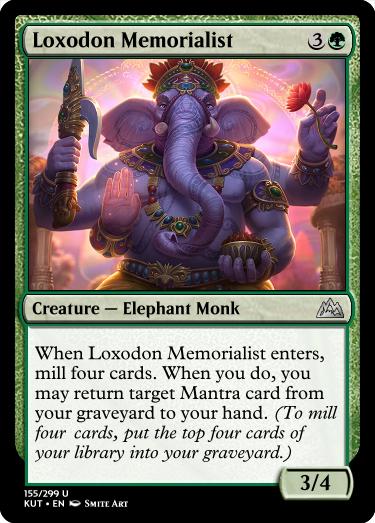 Loxodon Memorialist 3
Creature — Elephant Monk
When Loxodon Memorialist enters,
mill four cards. When you do, you
may return target Mantra card from
your graveyard to your hand. (To mill
four cards, put the top four cards of
your library into your graveyard.)
3/4
155/299 U
KUT • EN Smite Art